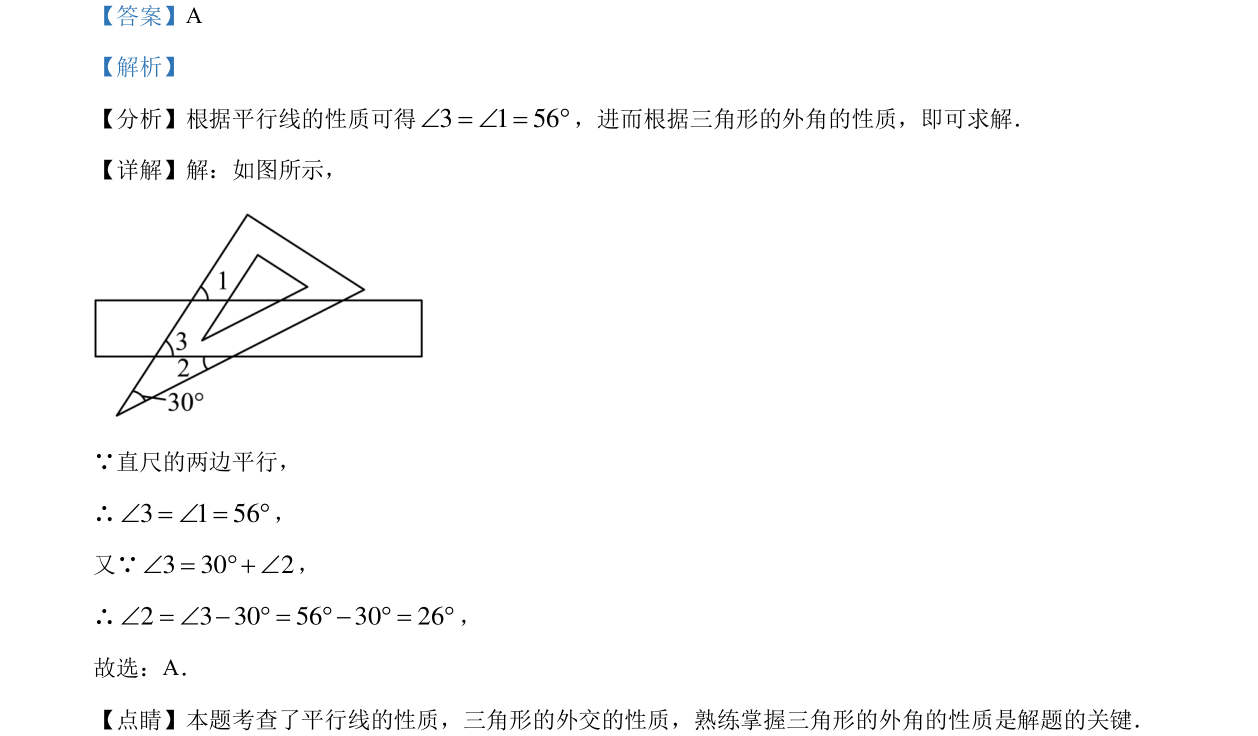 【答案】A
【解析】
【分析】根据平行线的性质可得∠3=∠1=56°，进而根据三角形的外角的性质，即可求解．
【详解】解：如图所示，
1
3
2
30°
∵直尺的两边平行，
∴∠3=∠1=56°，
又∵∠3=30°+∠2，
∴∠2=∠3−30°=56°−30°=26°，
故选：A．
【点睛】本题考查了平行线的性质，三角形的外交的性质，熟练掌握三角形的外角的性质是解题的关键．